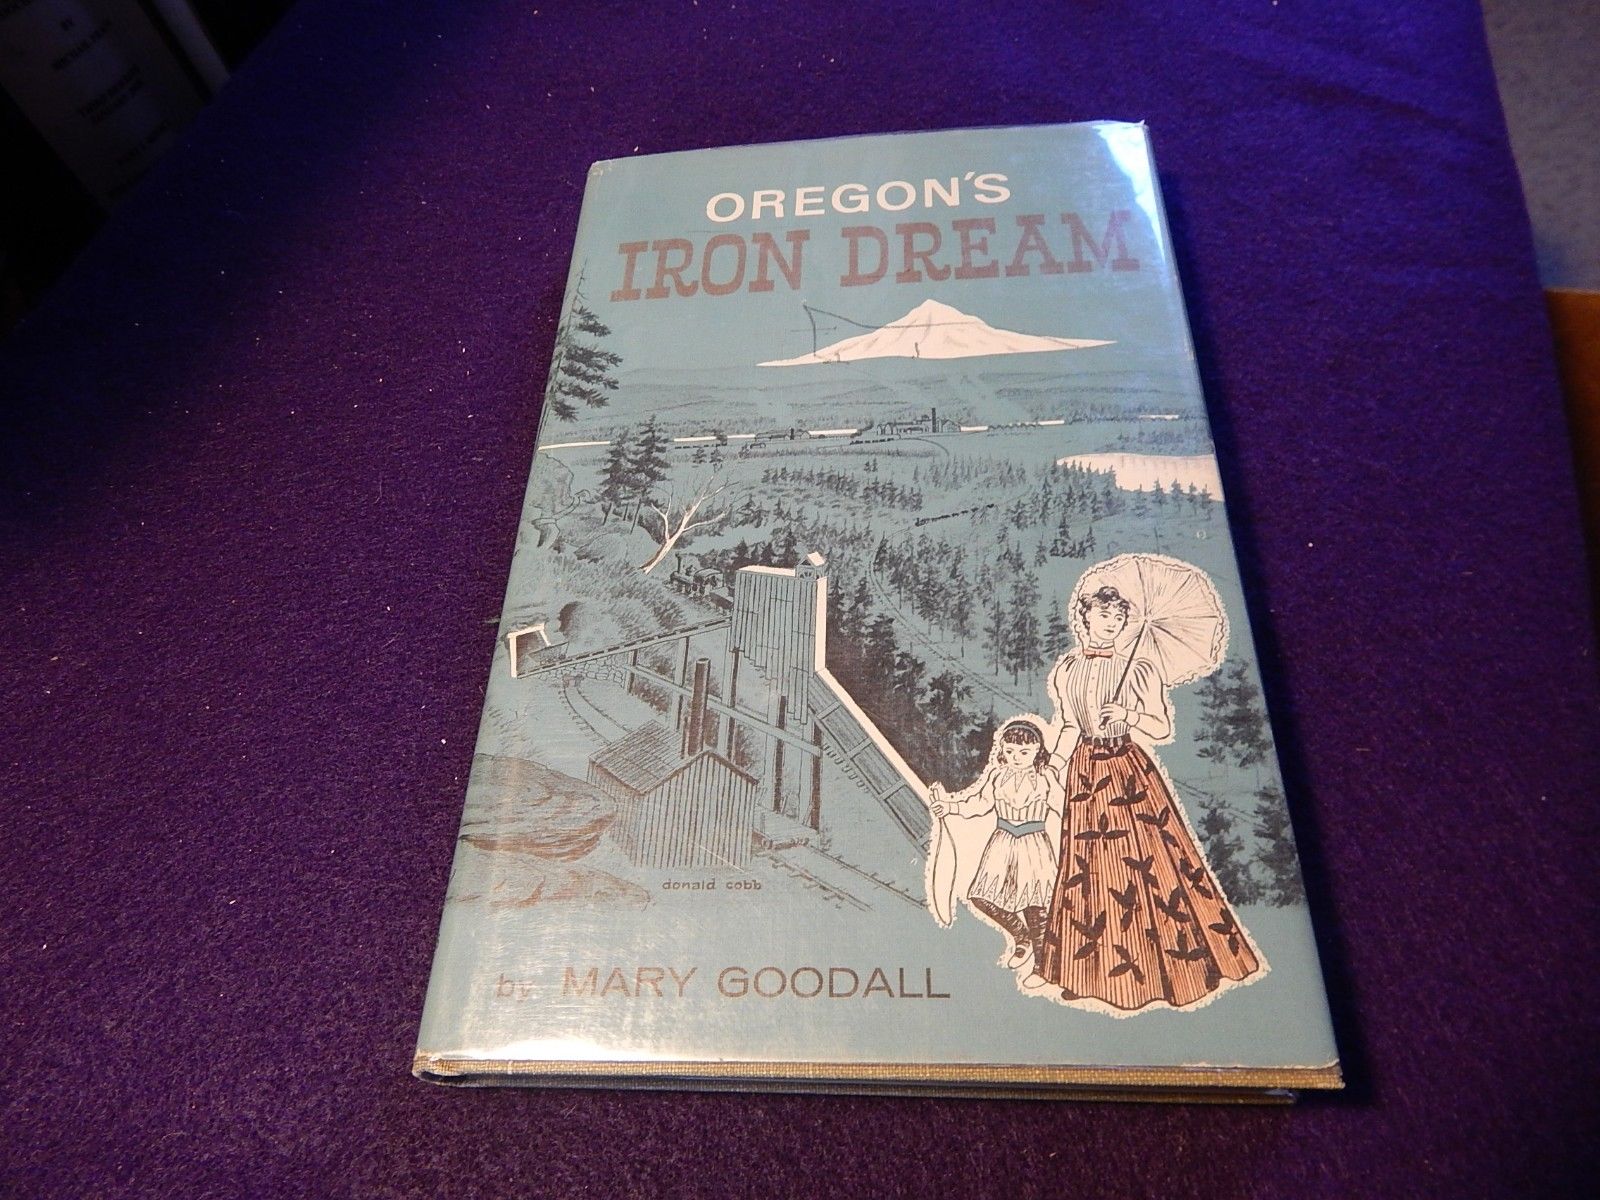 OREGON'S
IRON DREAM
donald cobb
by MARY GOODALL